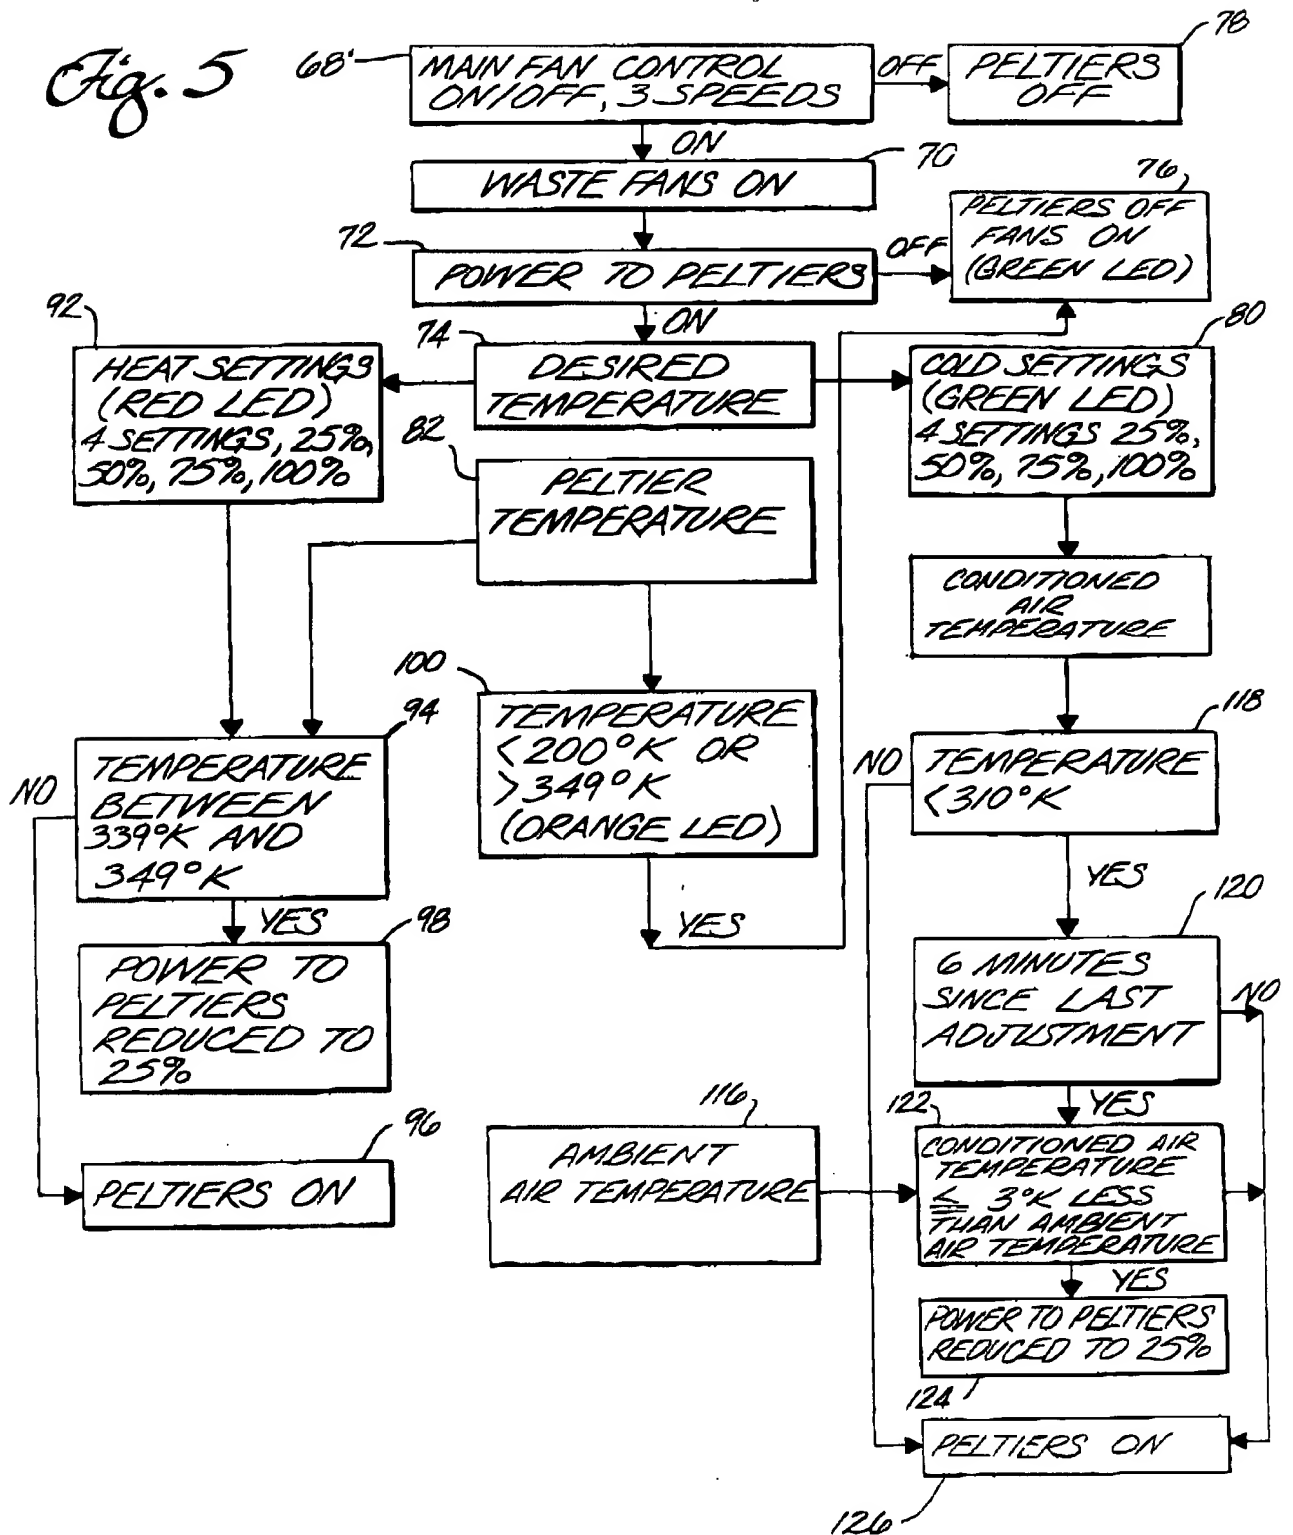 Fig. 5
68'
MAIN FAN CONTROL
ON/OFF, 3 SPEEDS
OFF
PELTIERS
OFF
78
ON
WASTE FANS ON
70
72
POWER TO PELTIERS
OFF
PELTIERS OFF
FANS ON
(GREEN LED)
76
ON
92
HEAT SETTINGS
(RED LED)
4 SETTINGS, 25%,
50%, 75%, 100%
74
DESIRED
TEMPERATURE
80
COLD SETTINGS
(GREEN LED)
4 SETTINGS 25%,
50%, 75%, 100%
82
PELTIER
TEMPERATURE
CONDITIONED
AIR
TEMPERATURE
94
TEMPERATURE
BETWEEN
339°K AND
349°K
NO
YES
100
TEMPERATURE
<200°K OR
>349°K
(ORANGE LED)
YES
118
NO
TEMPERATURE
<310°K
YES
98
POWER TO
PELTIERS
REDUCED TO
25%
120
6 MINUTES
SINCE LAST
ADJUSTMENT
NO
YES
96
PELTIERS ON
116
AMBIENT
AIR TEMPERATURE
122
CONDITIONED AIR
TEMPERATURE
≤ 3°K LESS
THAN AMBIENT
AIR TEMPERATURE
YES
POWER TO PELTIERS
REDUCED TO 25%
124
PELTIERS ON
126